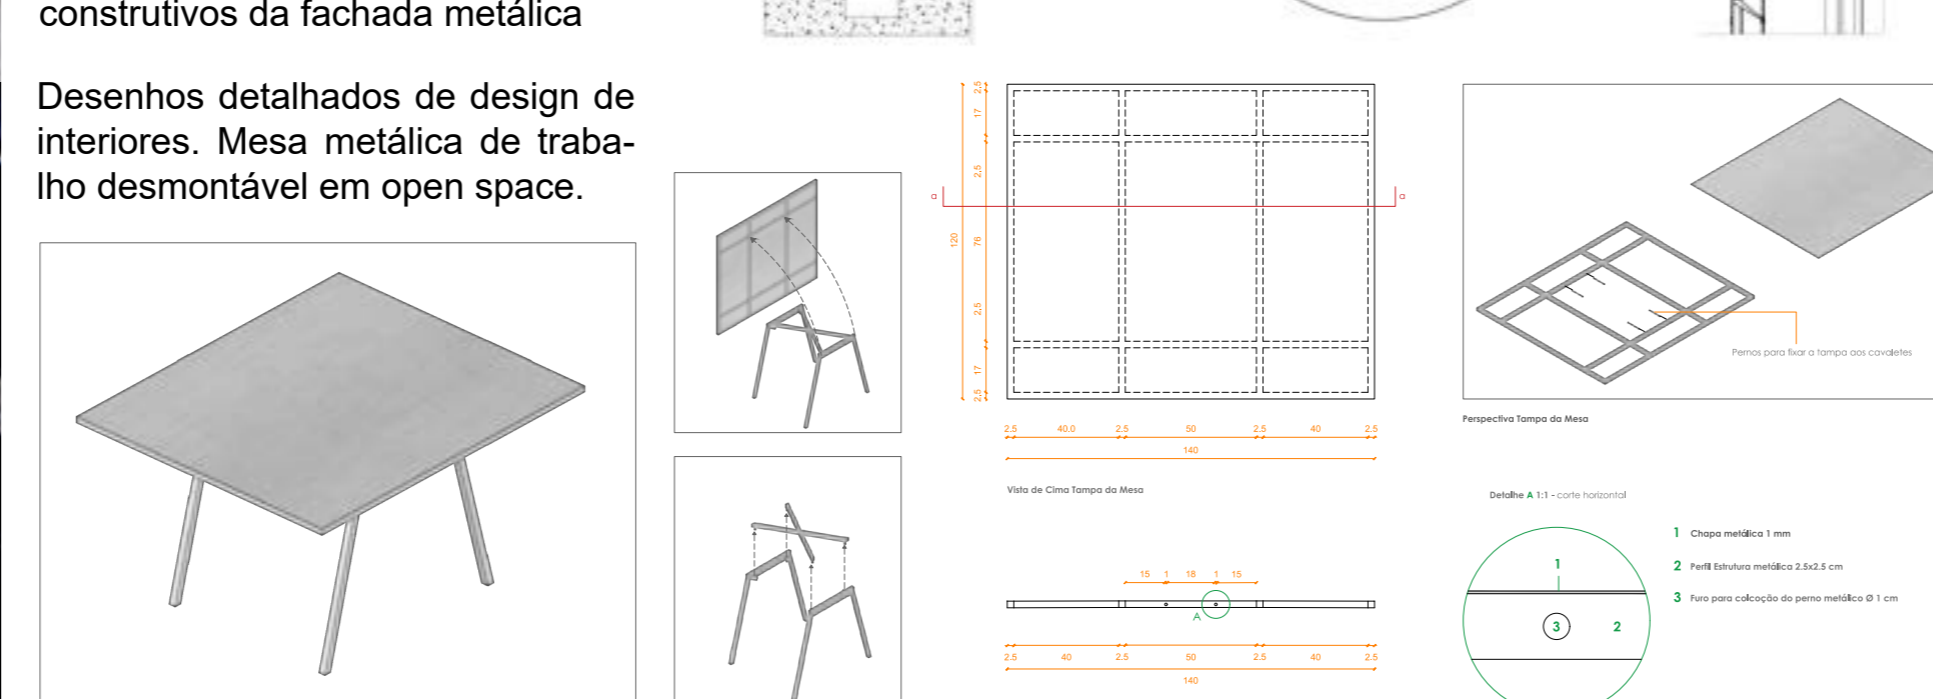 construtivos da fachada metálica
Desenhos detalhados de design de
interiores. Mesa metálica de traba-
lho desmontável em open space.
2,5
17
2,5
120
76
2,5
17
2,5
a
a
2.5 40.0 2.5 50 2.5 40 2.5
140
Vista de Cima Tampa da Mesa
15 1 18 1 15
A
2.5 40 2.5 50 2.5 40 2.5
140
Pernos para fixar a tampa aos cavaletes
Perspectiva Tampa da Mesa
Detalhe A 1:1 - corte horizontal
1
3
2
1 Chapa metálica 1 mm
2 Perfil Estrutura metálica 2.5x2.5 cm
3 Furo para colcoção do perno metálico Ø 1 cm